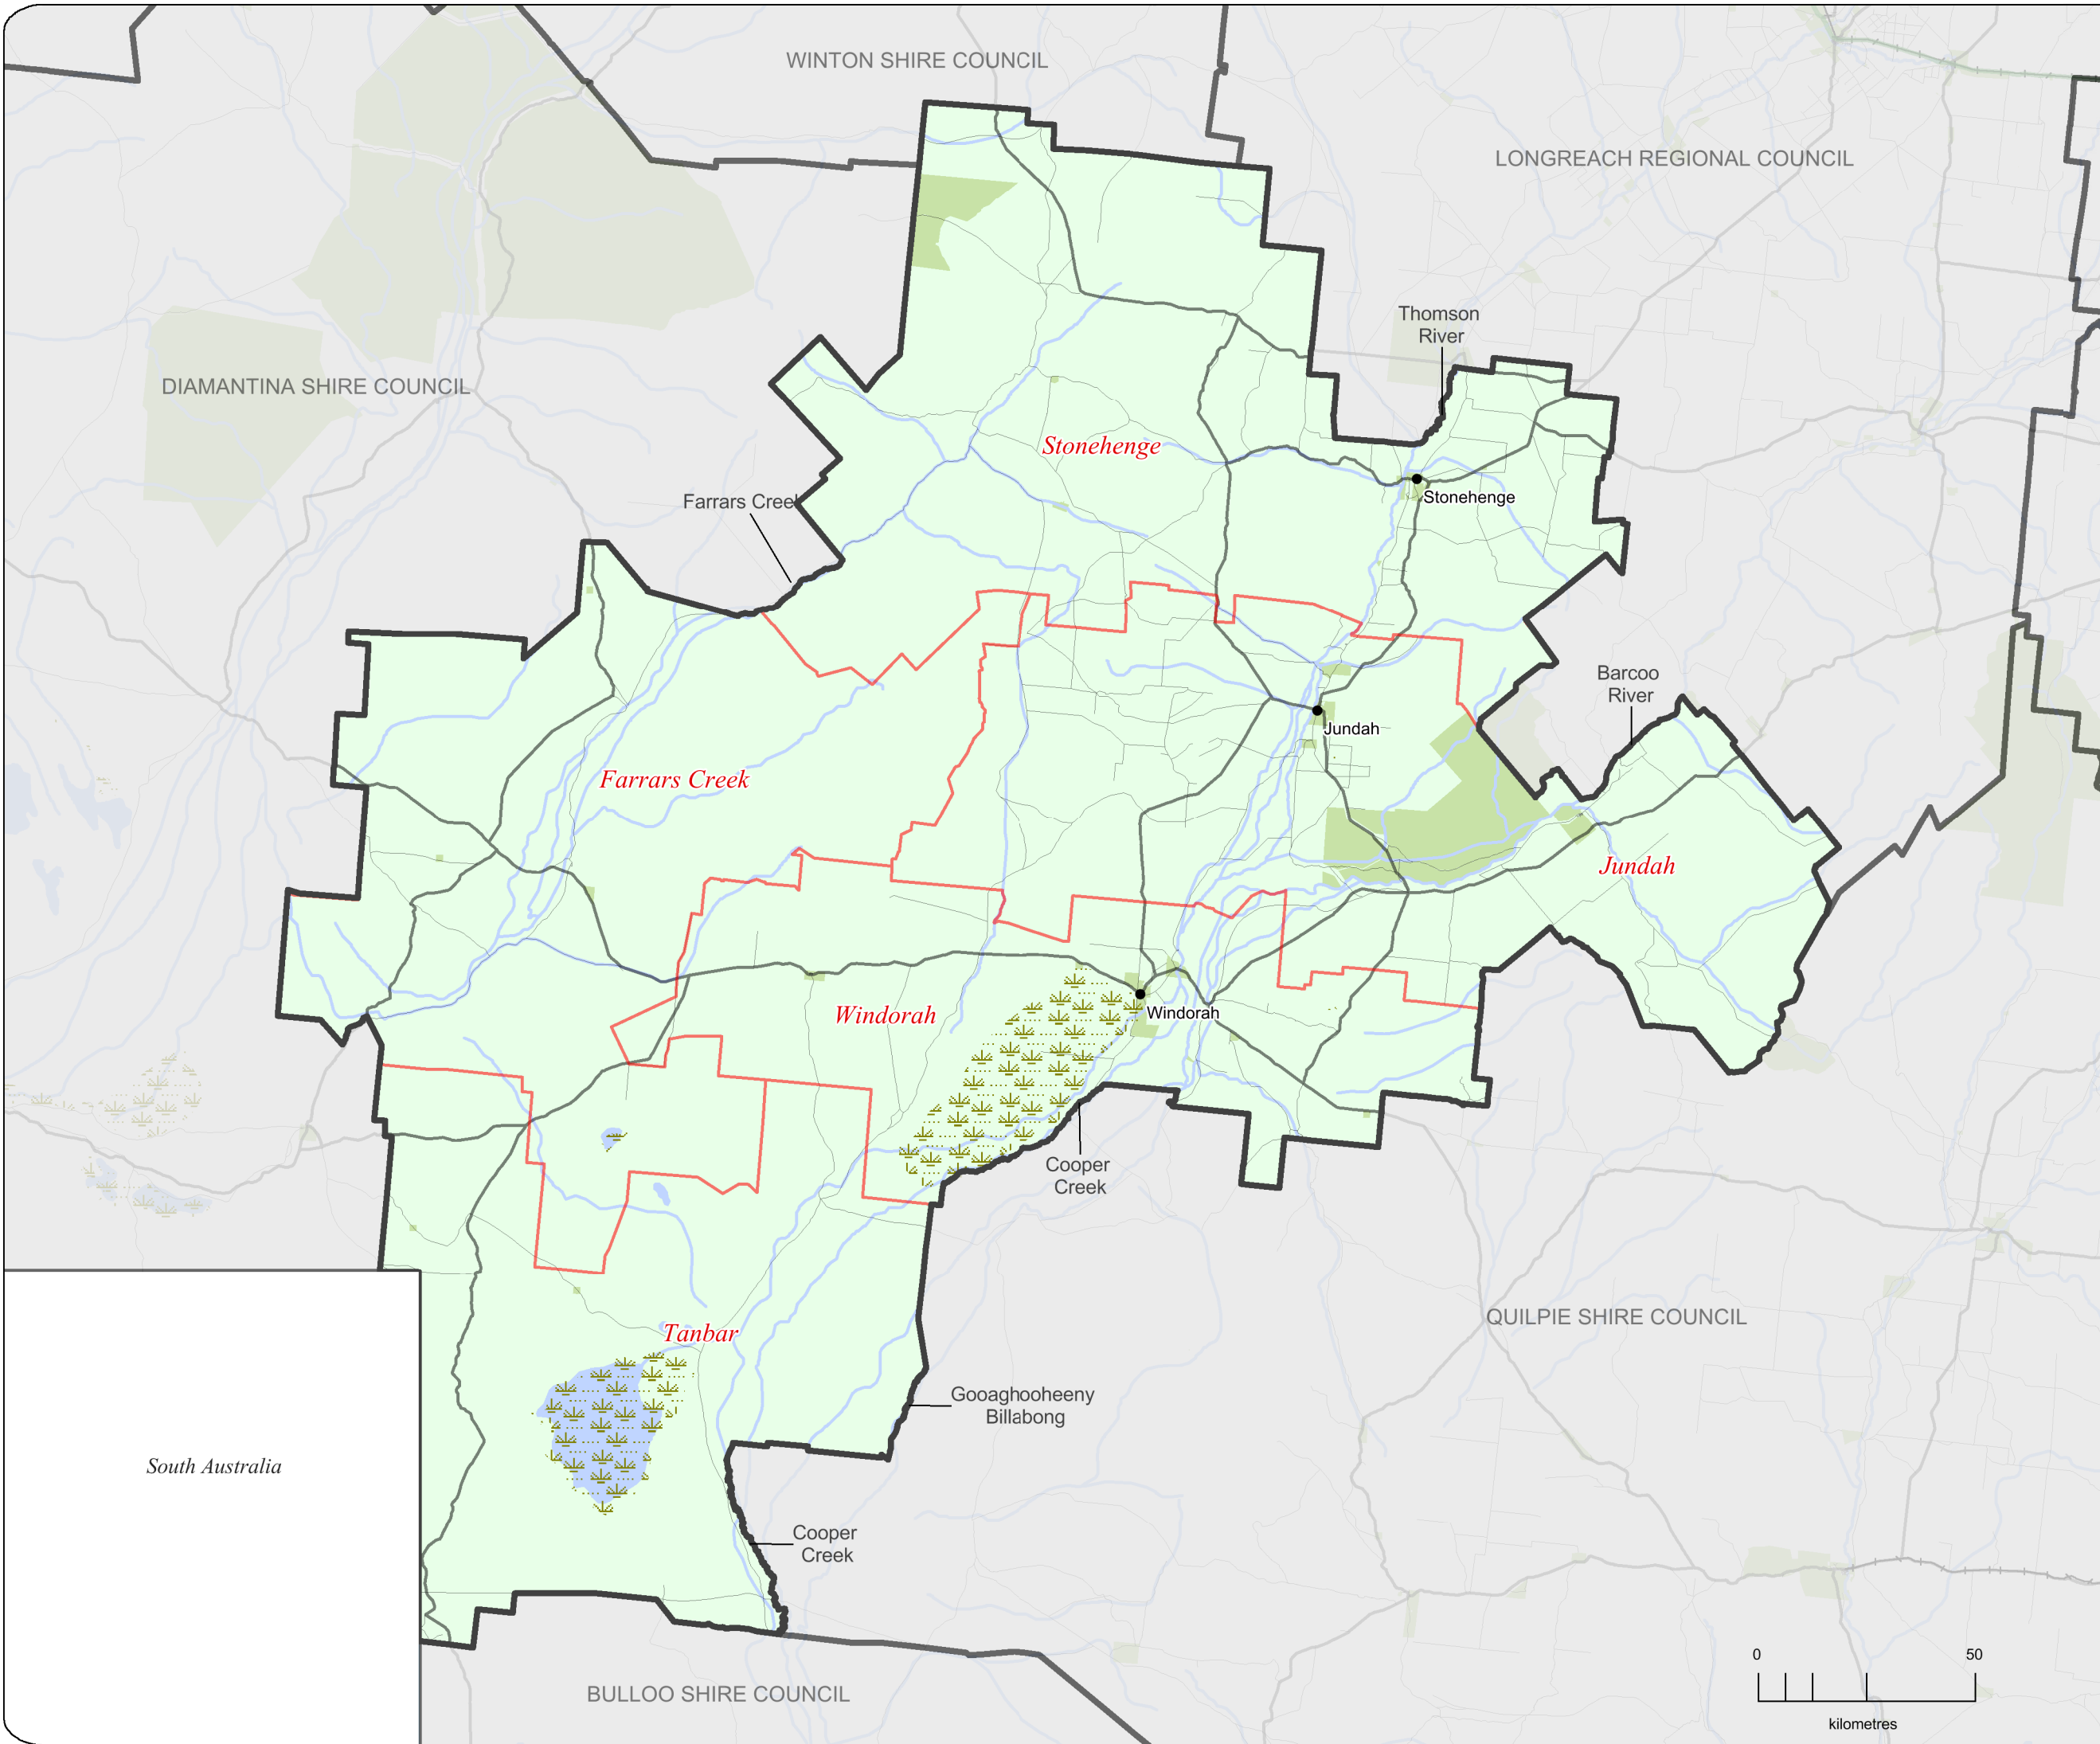 WINTON SHIRE COUNCIL
LONGREACH REGIONAL COUNCIL
Thomson
River
DIAMANTINA SHIRE COUNCIL
Stonehenge
Stonehenge
Farrars Creek
Barcoo
River
Jundah
Farrars Creek
Jundah
Windorah
Windorah
Cooper
Creek
QUILPIE SHIRE COUNCIL
Tanbar
Gooaghooheeny
Billabong
South Australia
Cooper
Creek
0 50
kilometres
BULLOO SHIRE COUNCIL